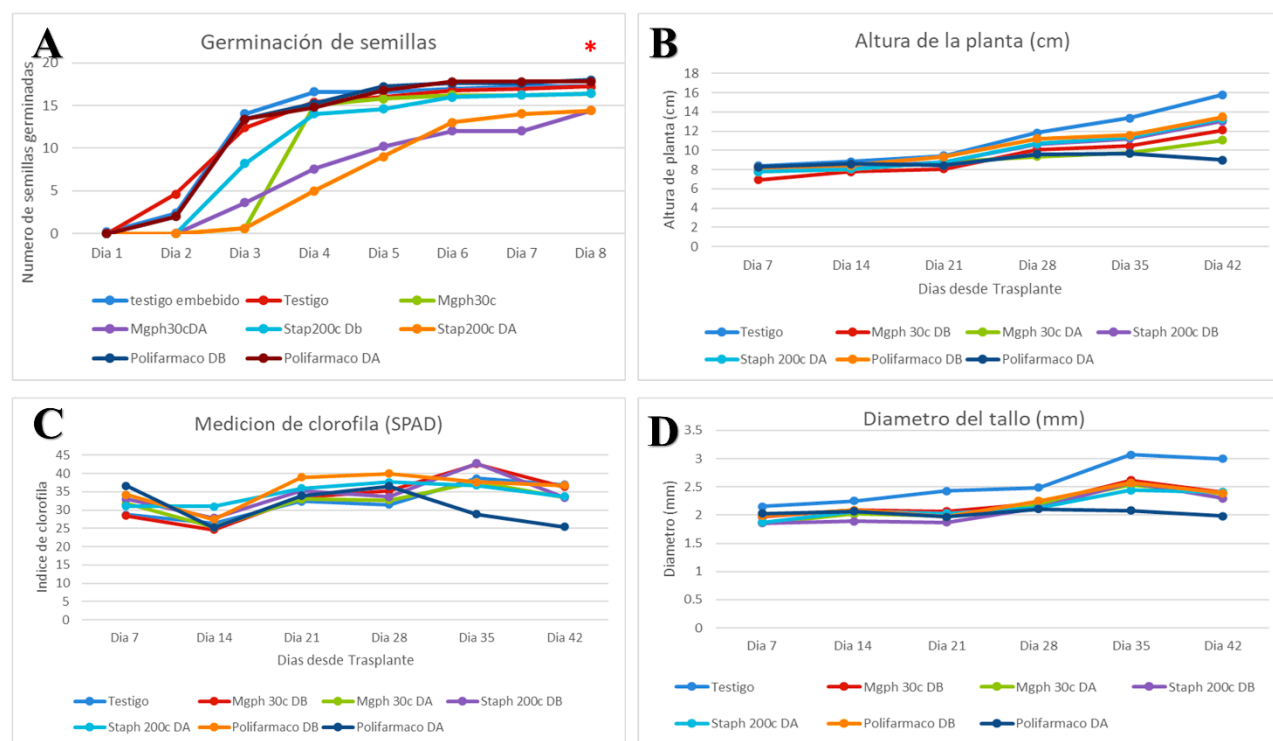 A
Germinación de semillas
*
Numero de semillas germinadas
20
15
10
5
0
Dia 1 Dia 2 Dia 3 Dia 4 Dia 5 Dia 6 Dia 7 Dia 8
testigo embebido Testigo Mgph30c
Mgph30cDA Stap200c Db Stap200c DA
Polifarmaco DB Polifarmaco DA
B
Altura de la planta (cm)
Altura de planta (cm)
18
16
14
12
10
8
6
4
2
0
Dia 7 Dia 14 Dia 21 Dia 28 Dia 35 Dia 42
Dias desde Trasplante
Testigo Mgph 30c DB Mgph 30c DA Staph 200c DB
Staph 200c DA Polifarmaco DB Polifarmaco DA
C
Medicion de clorofila (SPAD)
Indice de clorofila
45
40
35
30
25
20
15
10
5
0
Dia 7 Dia 14 Dia 21 Dia 28 Dia 35 Dia 42
Dias desde Trasplante
Testigo Mgph 30c DB Mgph 30c DA Staph 200c DB
Staph 200c DA Polifarmaco DB Polifarmaco DA
D
Diametro del tallo (mm)
Diametro (mm)
3.5
3
2.5
2
1.5
1
0.5
0
Dia 7 Dia 14 Dia 21 Dia 28 Dia 35 Dia 42
Dias desde Trasplante
Testigo Mgph 30c DB Mgph 30c DA Staph 200c DB
Staph 200c DA Polifarmaco DB Polifarmaco DA